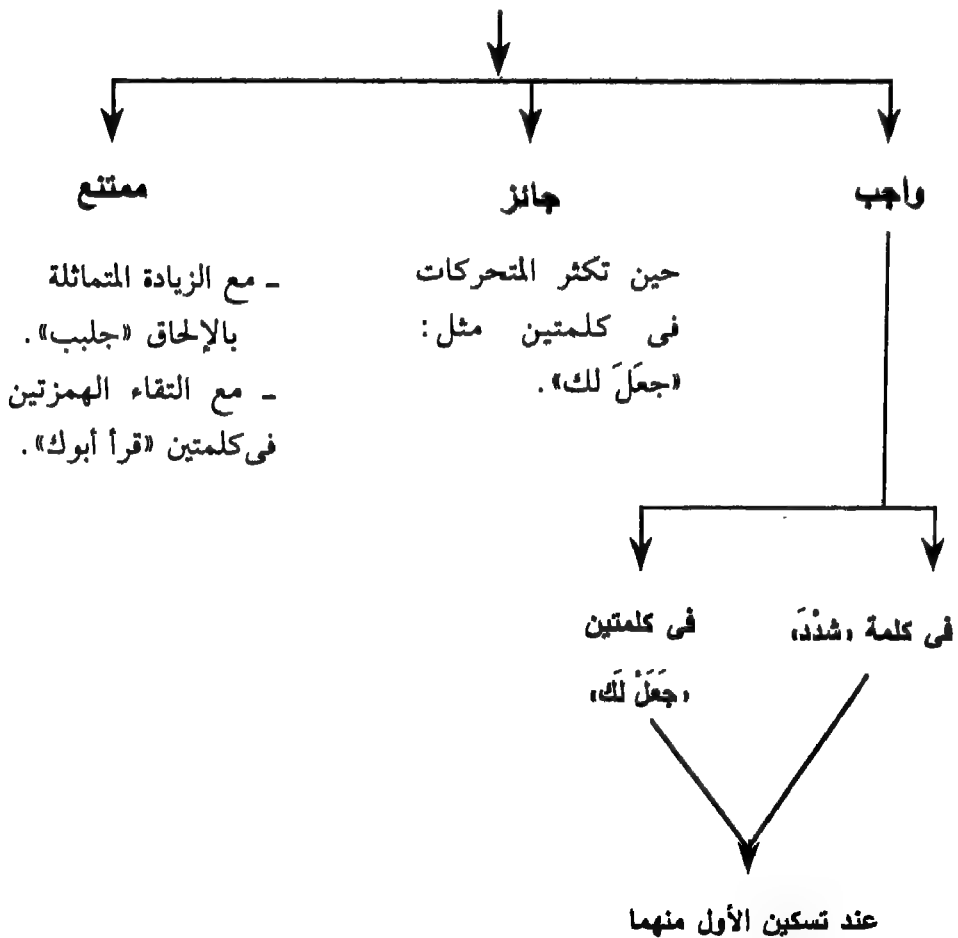 واجب
جائز
ممتنع
حين تكثر المتحركات
فى كلمتين مثل:
«جعَلَ لك».
ـ مع الزيادة المتماثلة
بالإلحاق «جلبب».
ـ مع التقاء الهمزتين
فى كلمتين «قرأ أبوك».
فى كلمة «شدْدَ»
فى كلمتين
«جَعَلْ لَك»
عند تسكين الأول منهما